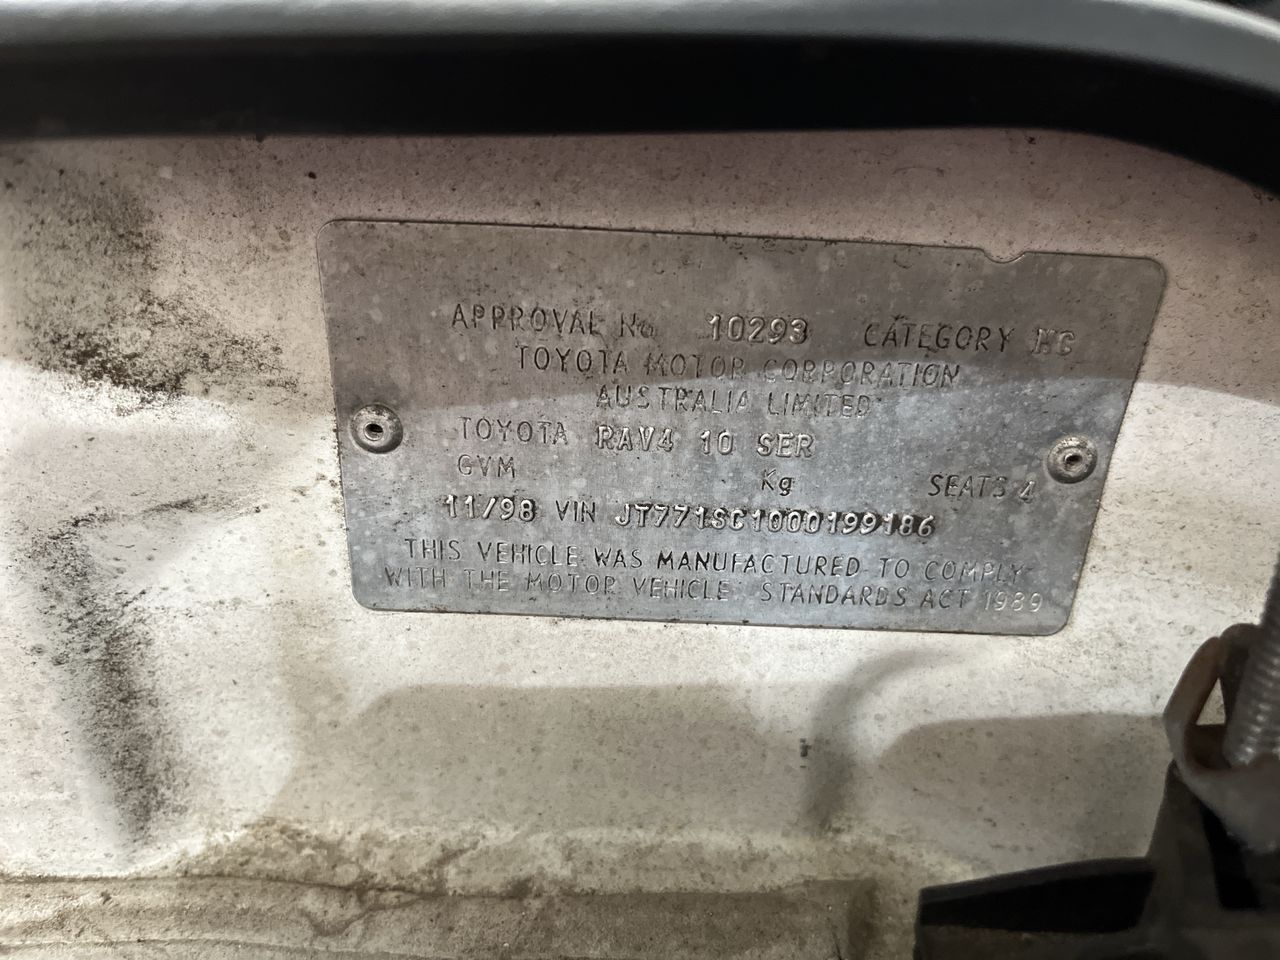 APPROVAL No 10293 CATEGORY MC
TOYOTA MOTOR CORPORATION
AUSTRALIA LIMITED
TOYOTA RAV4 10 SER
GVM Kg SEATS 4
11/98 VIN JT771SC1000199186
THIS VEHICLE WAS MANUFACTURED TO COMPLY
WITH THE MOTOR VEHICLE STANDARDS ACT 1989